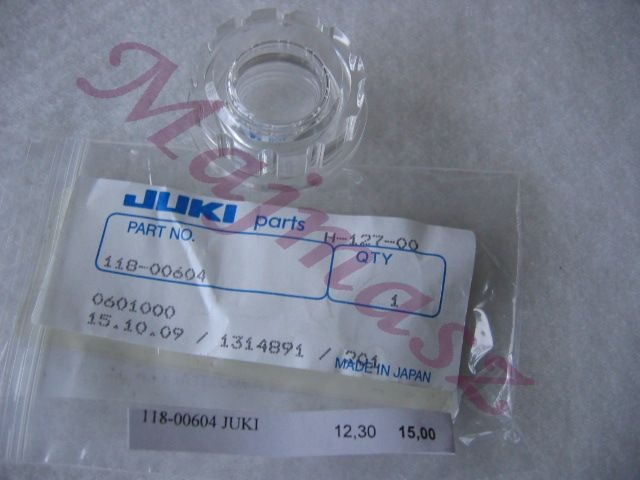 JUKI parts H-127-00
PART NO. QTY
118-00604 1
0601000
15.10.09 / 1314891 / 201
MADE IN JAPAN
118-00604 JUKI 12,30 15,00
Majmasz